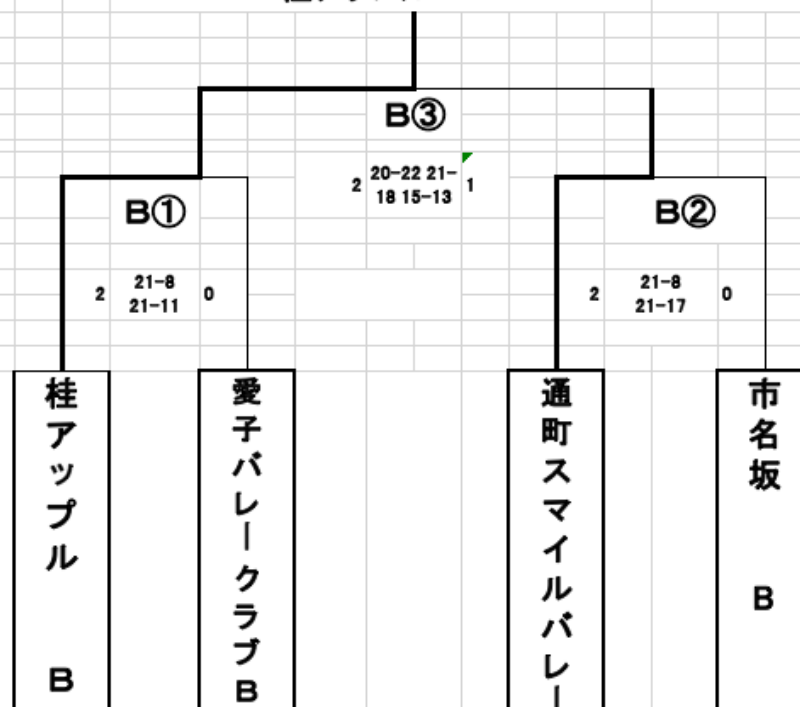 B③
2 20-22 21- 1
18 15-13
B①
2 21-8 0
21-11
B②
2 21-8 0
21-17
桂アップル B
愛子バレークラブB
通町スマイルバレー
市名坂 B